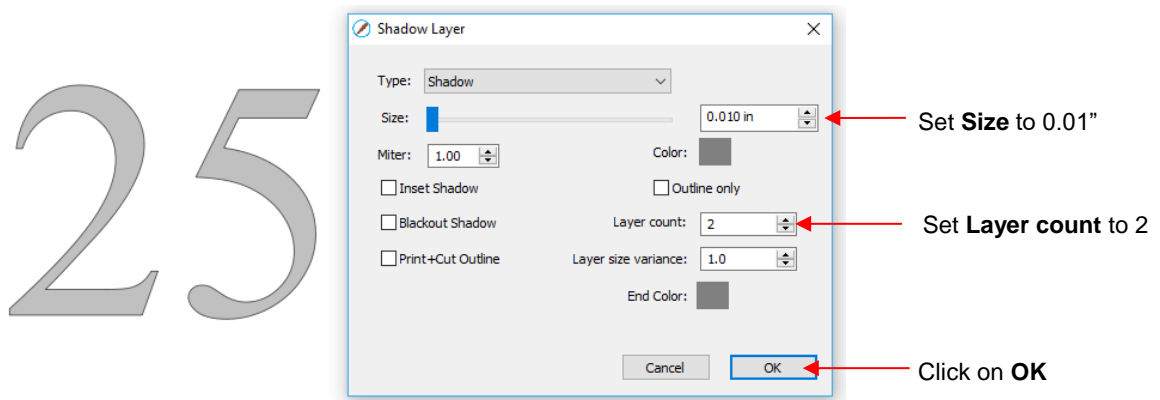 Shadow Layer
Type: Shadow
Size: 0.010 in
Set Size to 0.01”
Miter: 1.00 Color:
Inset Shadow Outline only
Blackout Shadow Layer count: 2
Set Layer count to 2
Print+Cut Outline Layer size variance: 1.0
End Color:
Cancel OK
Click on OK
25